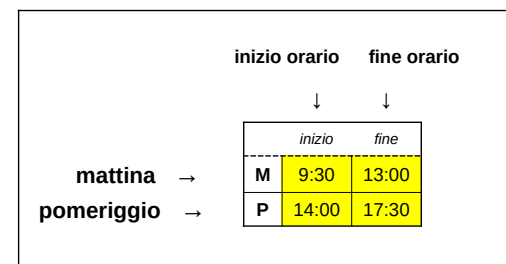 inizio orario fine orario
↓ ↓
inizio fine
mattina → M 9:30 13:00
pomeriggio → P 14:00 17:30